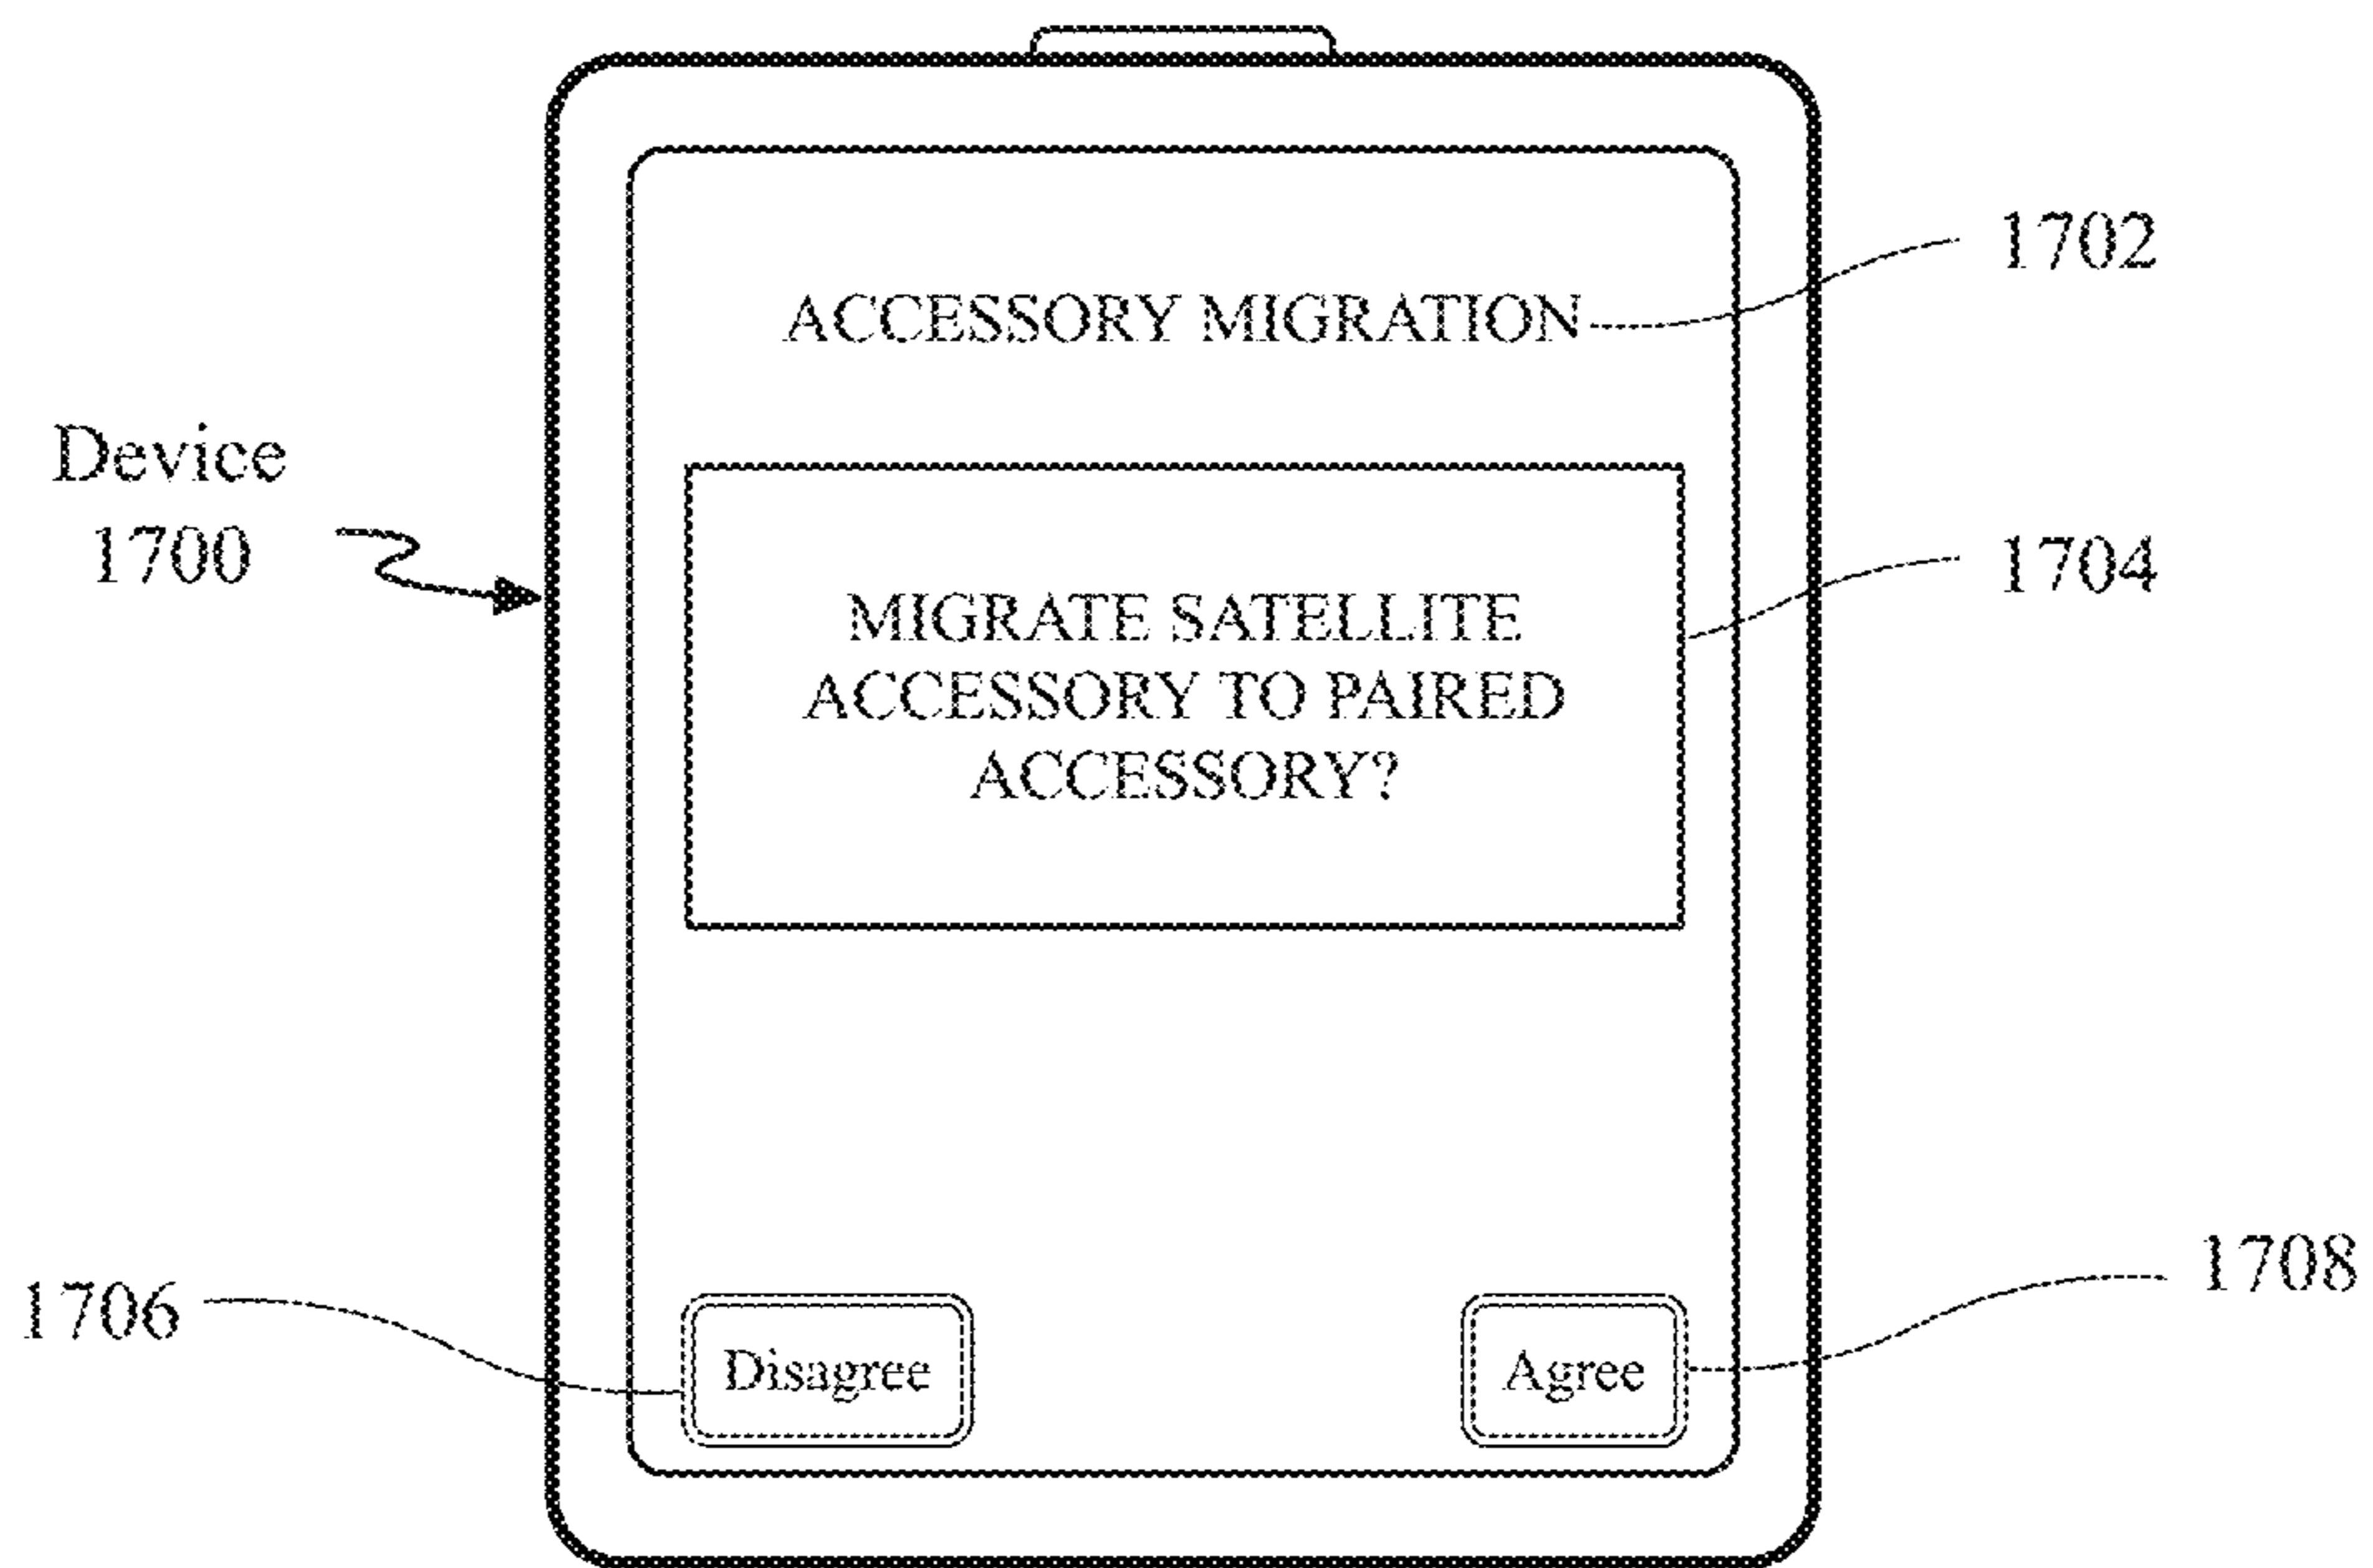 ACCESSORY MIGRATION
1702
Device
1700
MIGRATE SATELLITE
ACCESSORY TO PAIRED
ACCESSORY?
1704
1706
Disagree
Agree
1708